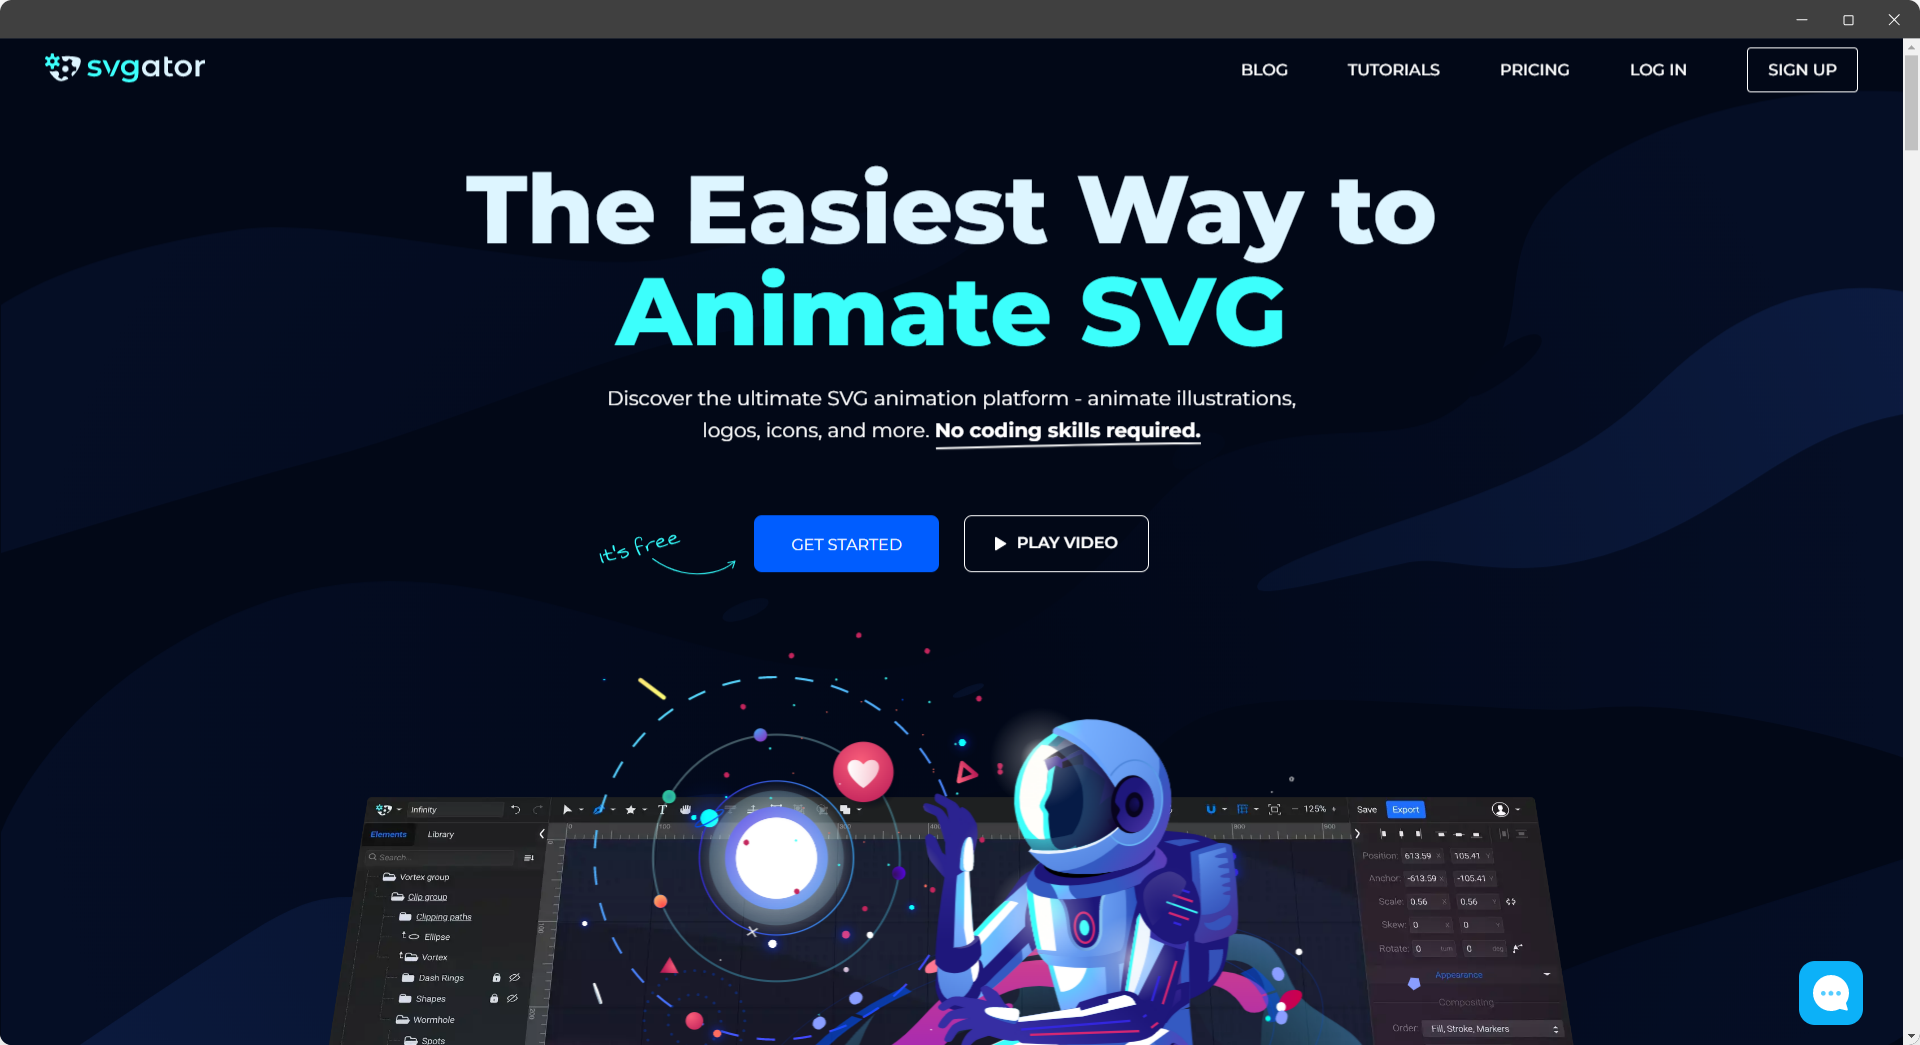 svgator
BLOG
TUTORIALS
PRICING
LOG IN
SIGN UP
The Easiest Way to
Animate SVG
Discover the ultimate SVG animation platform - animate illustrations,
logos, icons, and more. No coding skills required.
it's free
GET STARTED
PLAY VIDEO
Infinity
T
125%
Save
Export
Elements
Library
Search...
Vortex group
Clip group
Clipping paths
Ellipse
Vortex
Dash Rings
Shapes
Wormhole
Spots
Position: 613.59 X 105.41 Y
Anchor: -613.59 X -105.41 Y
Scale: 0.56 X 0.56 Y
Skew: 0 X 0 Y
Rotate: 0 0 deg
Appearance
Compositing
Order: Fill, Stroke, Markers